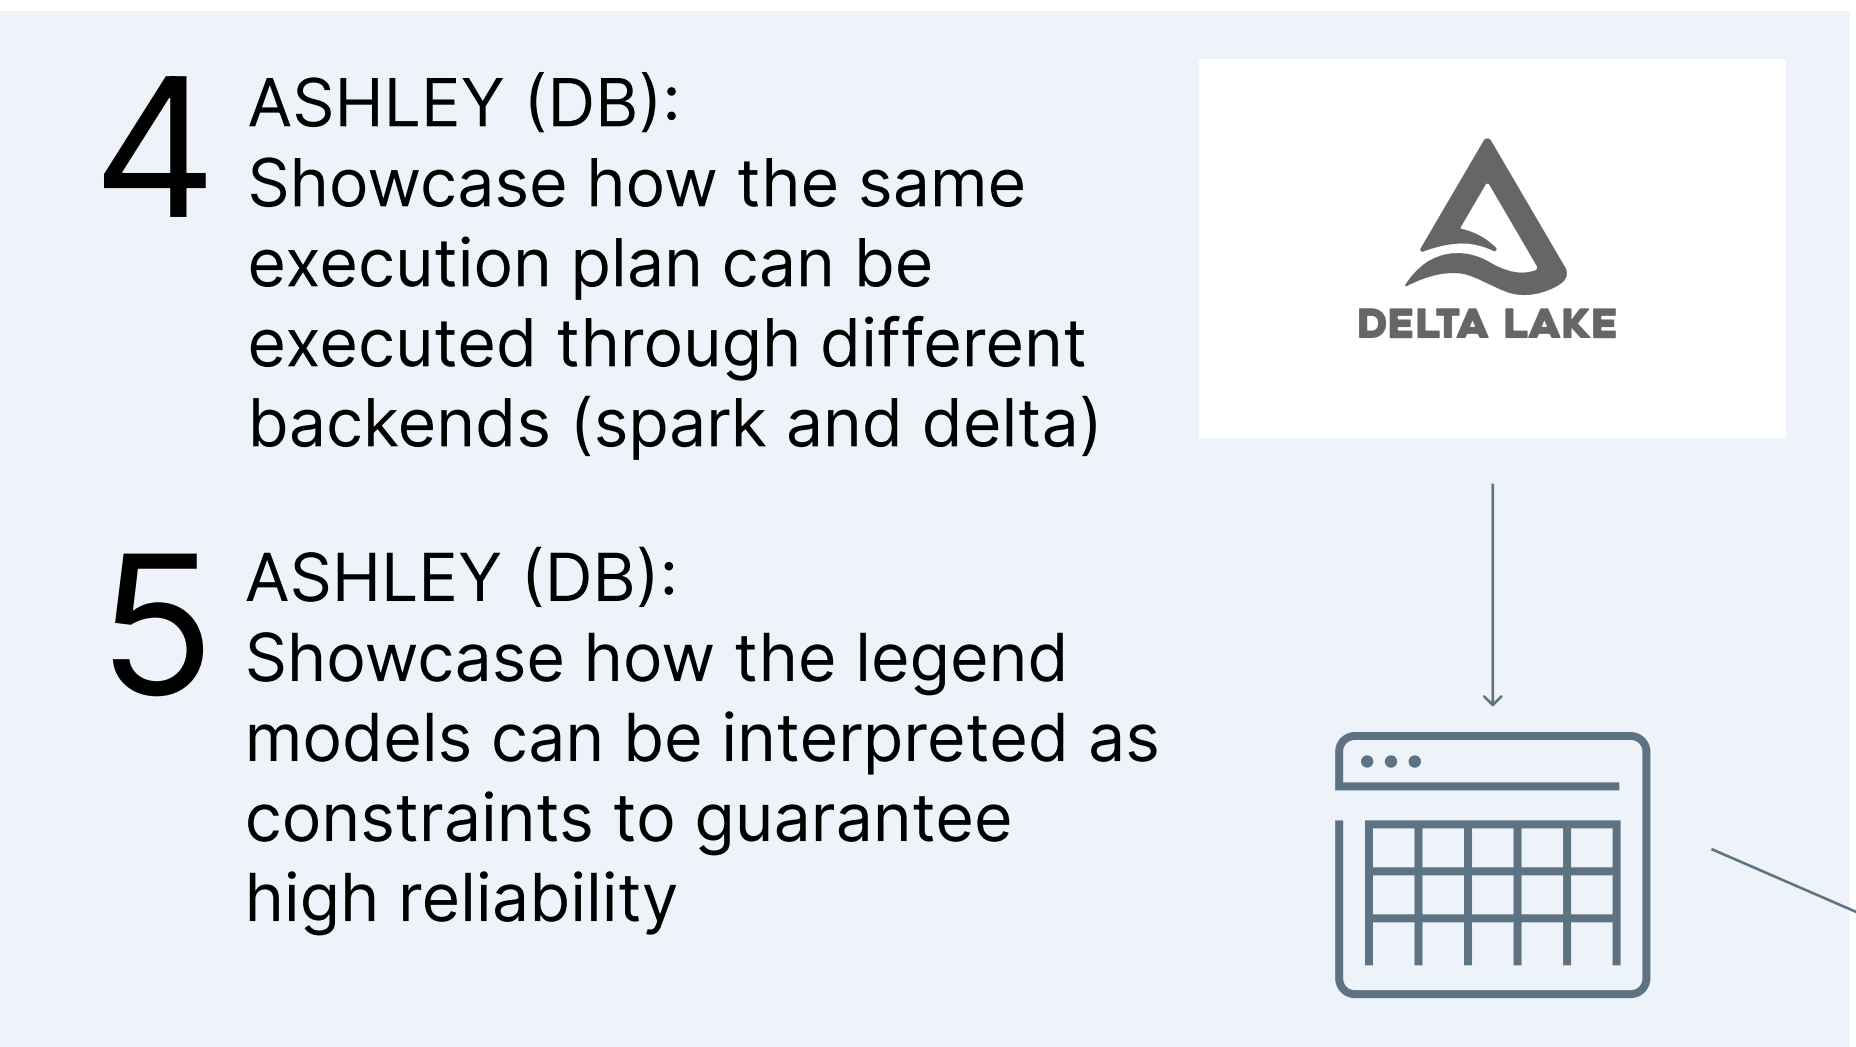 4
ASHLEY (DB):
Showcase how the same
execution plan can be
executed through different
backends (spark and delta)
5
ASHLEY (DB):
Showcase how the legend
models can be interpreted as
constraints to guarantee
high reliability
DELTA LAKE